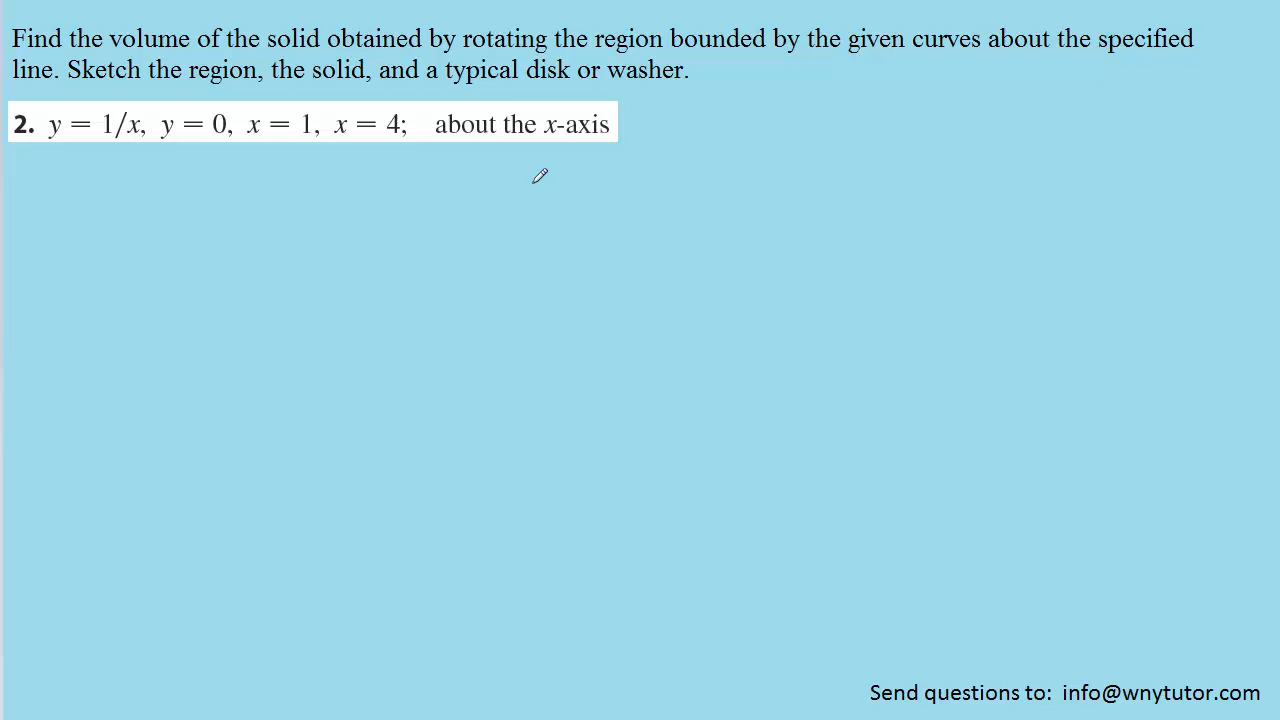 Find the volume of the solid obtained by rotating the region bounded by the given curves about the specified
line. Sketch the region, the solid, and a typical disk or washer.
2. y = 1/x, y = 0, x = 1, x = 4; about the x-axis
Send questions to: info@wnytutor.com